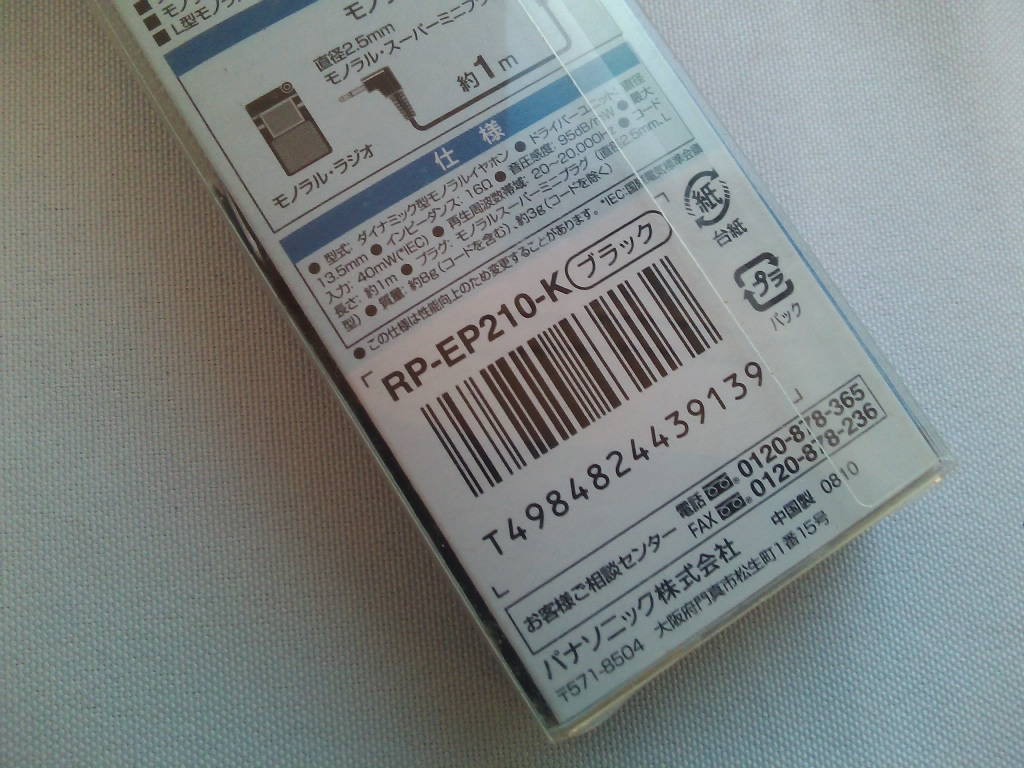 モノ
L型モノラ
モノラ
直径2.5mm
モノラル・スーパーミニプ
約1m
モノラル・ラジオ
仕様
● 型式: ダイナミック型モノラルイヤホン ● ドライバーユニット: 直径
13.5mm ● インピーダンス: 16Ω ● 音圧感度: 95dB/mW ● 最大
入力: 40mW(*IEC) ● 再生周波数帯域: 20~20,000Hz ● コード
長さ: 約1m ● プラグ: モノラルスーパーミニプラグ (直径2.5mm、L
型) ● 質量: 約8g (コードを含む)、約3g (コードを除く)
● この仕様は性能向上のため変更することがあります。 *IEC:国際電気標準会議
紙
台紙
プラ
パック
RP-EP210-K ブラック
T4984824439139
お客様ご相談センター 電話 0120-878-365
FAX 0120-878-236
パナソニック株式会社 中国製 0810
〒571-8504 大阪府門真市松生町1番15号